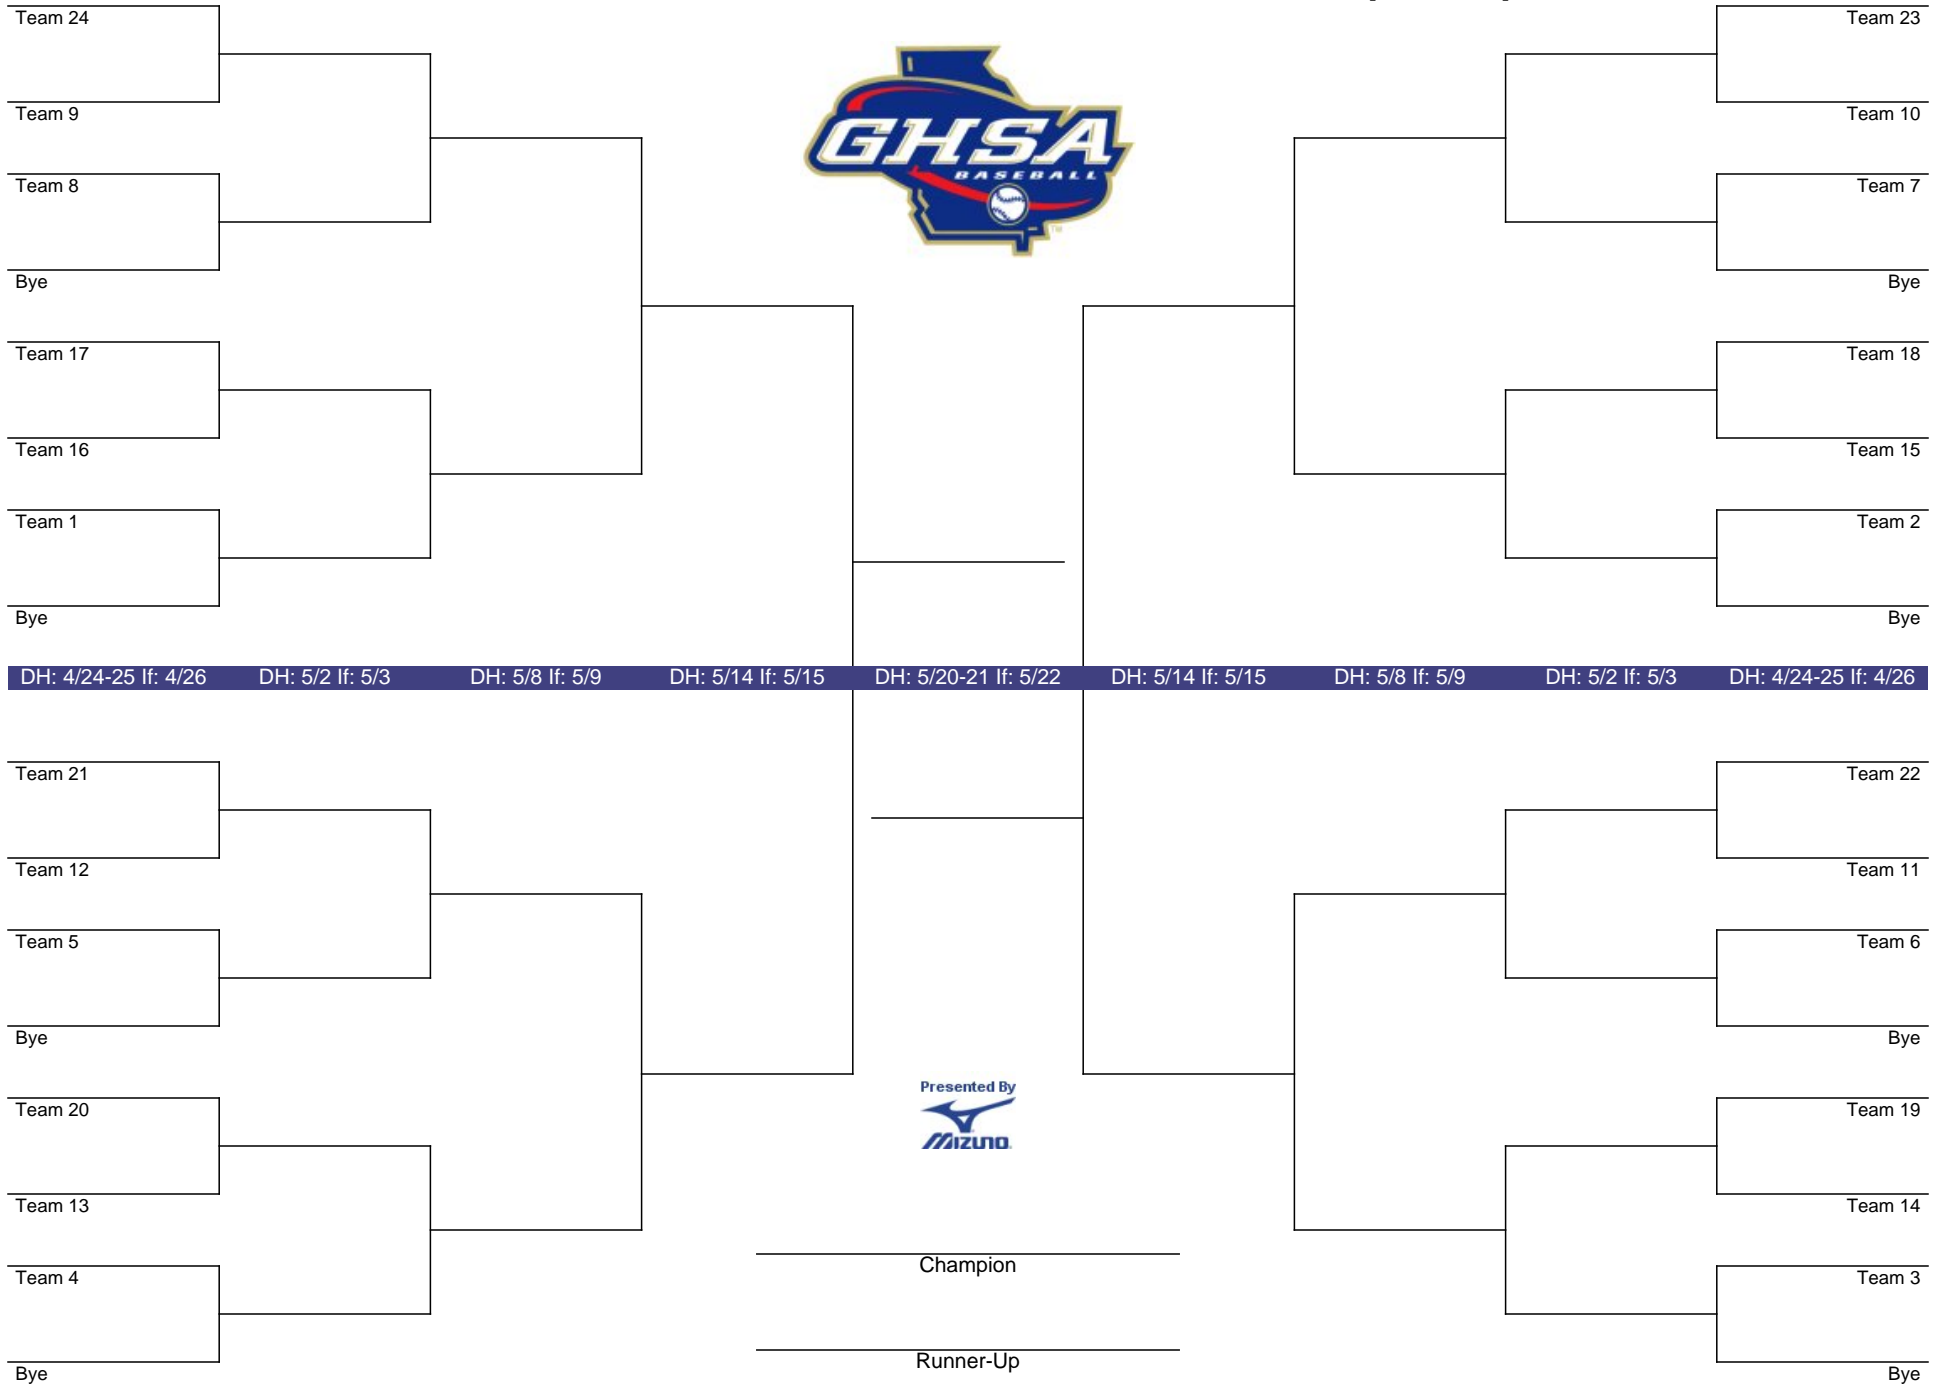 Team 24
Team 9
Team 8
Bye
Team 17
Team 16
Team 1
Bye
GHSA
BASEBALL
TM
Team 23
Team 10
Team 7
Bye
Team 18
Team 15
Team 2
Bye
DH: 4/24-25 If: 4/26 DH: 5/2 If: 5/3 DH: 5/8 If: 5/9 DH: 5/14 If: 5/15 DH: 5/20-21 If: 5/22 DH: 5/14 If: 5/15 DH: 5/8 If: 5/9 DH: 5/2 If: 5/3 DH: 4/24-25 If: 4/26
Team 21
Team 12
Team 5
Bye
Team 20
Team 13
Team 4
Bye
Presented By
MIZUNO
Champion
Runner-Up
Team 22
Team 11
Team 6
Bye
Team 19
Team 14
Team 3
Bye